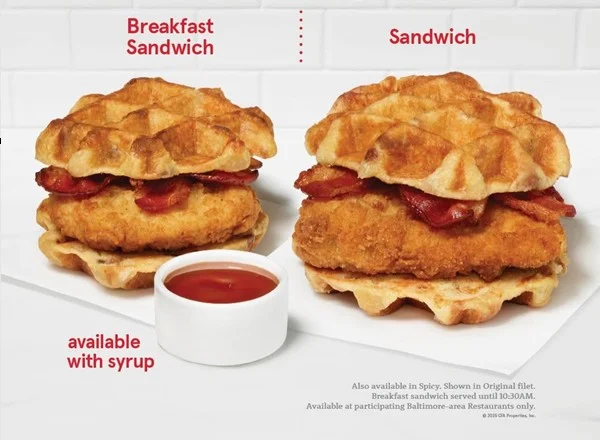 Breakfast
Sandwich
Sandwich
available
with syrup
Also available in Spicy. Shown in Original filet.
Breakfast sandwich served until 10:30AM.
Available at participating Baltimore-area Restaurants only.
© 2025 CFA Properties, Inc.